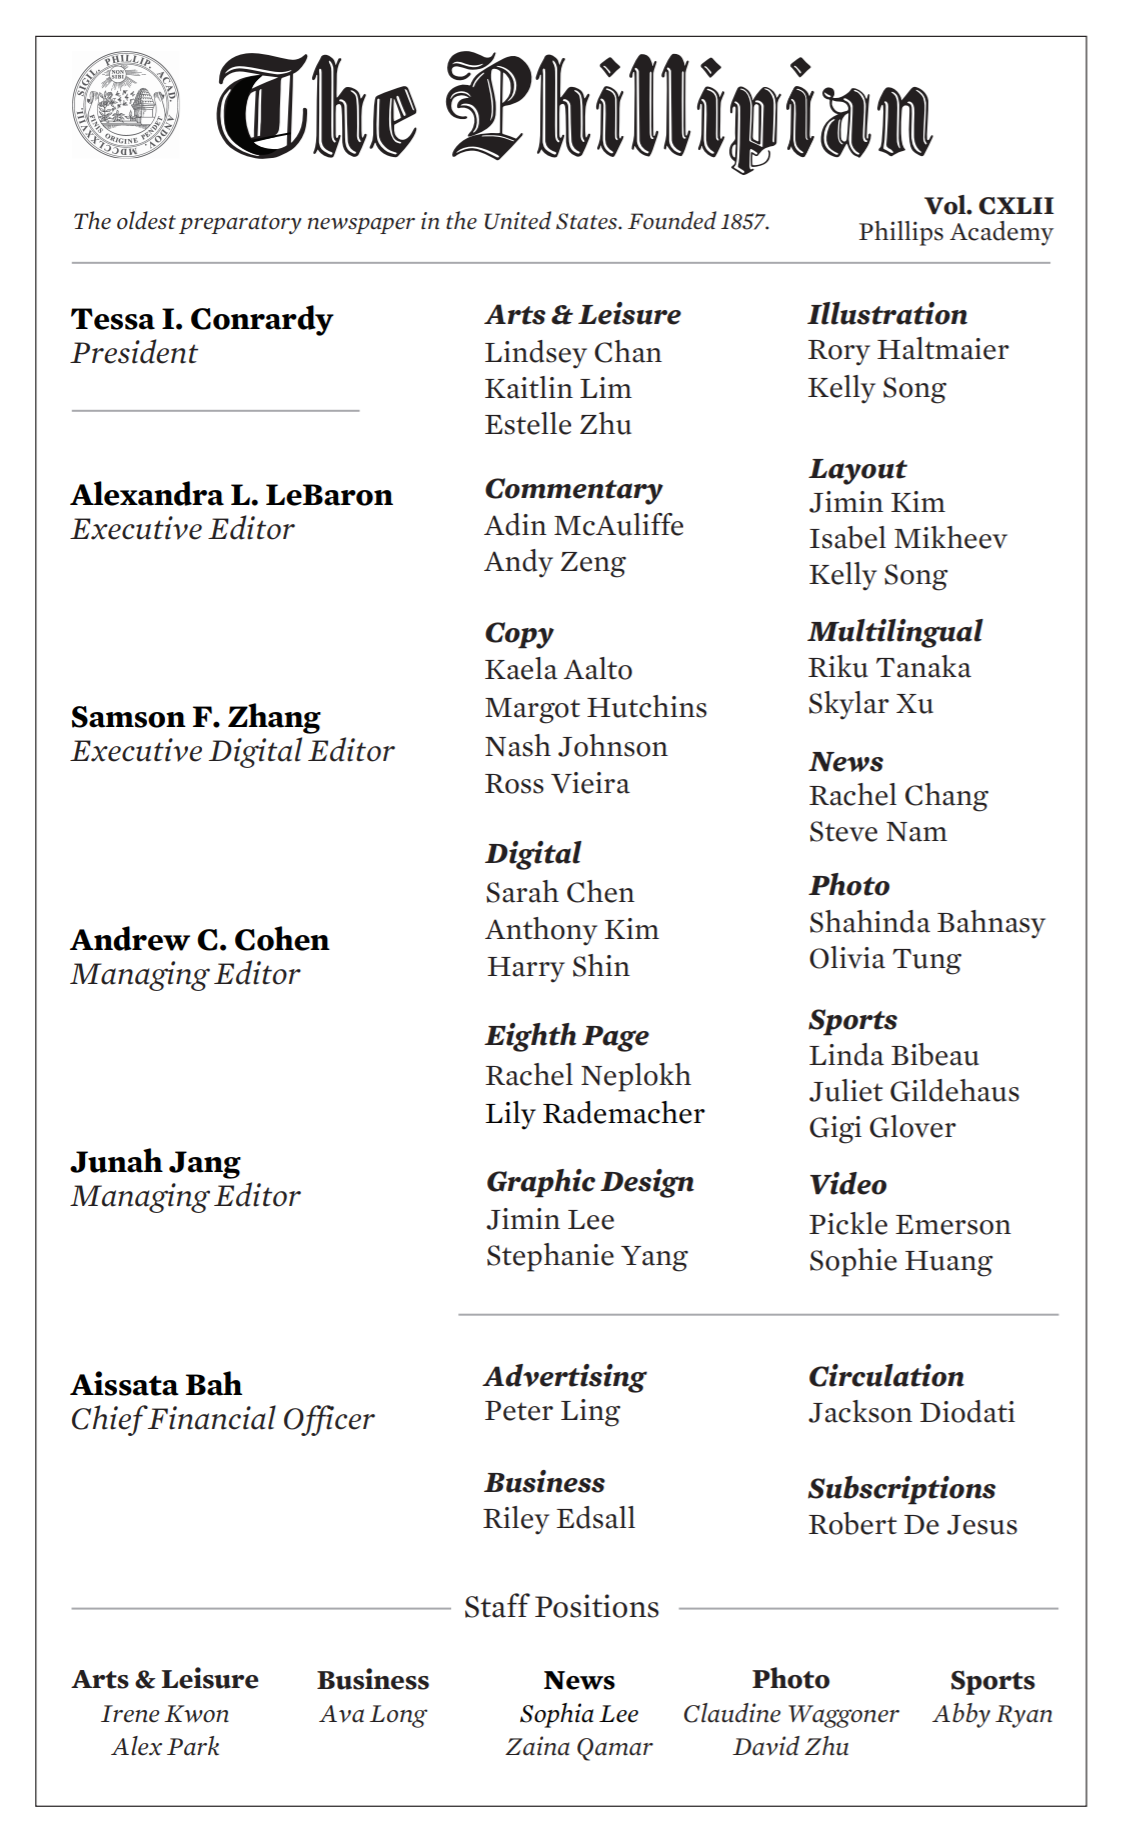 SIGIL. PHILLIP. ACAD. ANDOV. MDCCLXXVIII.
NON
SIBI
FINIS ORIGINE PENDET
The Phillipian
The oldest preparatory newspaper in the United States. Founded 1857.
Vol. CXLII
Phillips Academy
Tessa I. Conrardy
President
Alexandra L. LeBaron
Executive Editor
Samson F. Zhang
Executive Digital Editor
Andrew C. Cohen
Managing Editor
Junah Jang
Managing Editor
Aissata Bah
Chief Financial Officer
Arts & Leisure
Lindsey Chan
Kaitlin Lim
Estelle Zhu
Commentary
Adin McAuliffe
Andy Zeng
Copy
Kaela Aalto
Margot Hutchins
Nash Johnson
Ross Vieira
Digital
Sarah Chen
Anthony Kim
Harry Shin
Eighth Page
Rachel Neplokh
Lily Rademacher
Graphic Design
Jimin Lee
Stephanie Yang
Illustration
Rory Haltmaier
Kelly Song
Layout
Jimin Kim
Isabel Mikheev
Kelly Song
Multilingual
Riku Tanaka
Skylar Xu
News
Rachel Chang
Steve Nam
Photo
Shahinda Bahnasy
Olivia Tung
Sports
Linda Bibeau
Juliet Gildehaus
Gigi Glover
Video
Pickle Emerson
Sophie Huang
Advertising
Peter Ling
Business
Riley Edsall
Circulation
Jackson Diodati
Subscriptions
Robert De Jesus
Staff Positions
Arts & Leisure
Irene Kwon
Alex Park
Business
Ava Long
News
Sophia Lee
Zaina Qamar
Photo
Claudine Waggoner
David Zhu
Sports
Abby Ryan